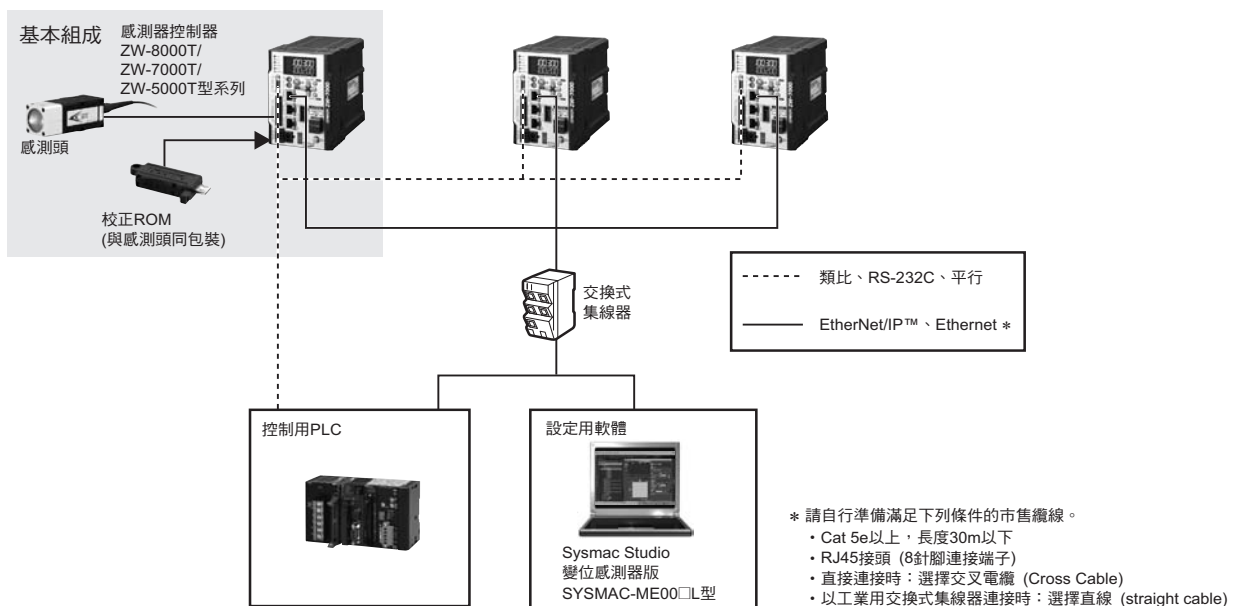 基本組成
感測器控制器
ZW-8000T/
ZW-7000T/
ZW-5000T型系列
感測頭
校正ROM
(與感測頭同包裝)
交換式
集線器
類比、RS-232C、平行
EtherNet/IP™、Ethernet *
控制用PLC
設定用軟體
Sysmac Studio
變位感測器版
SYSMAC-ME00□L型
* 請自行準備滿足下列條件的市售纜線。
・Cat 5e以上，長度30m以下
・RJ45接頭 (8針腳連接端子)
・直接連接時：選擇交叉電纜 (Cross Cable)
・以工業用交換式集線器連接時：選擇直線 (straight cable)